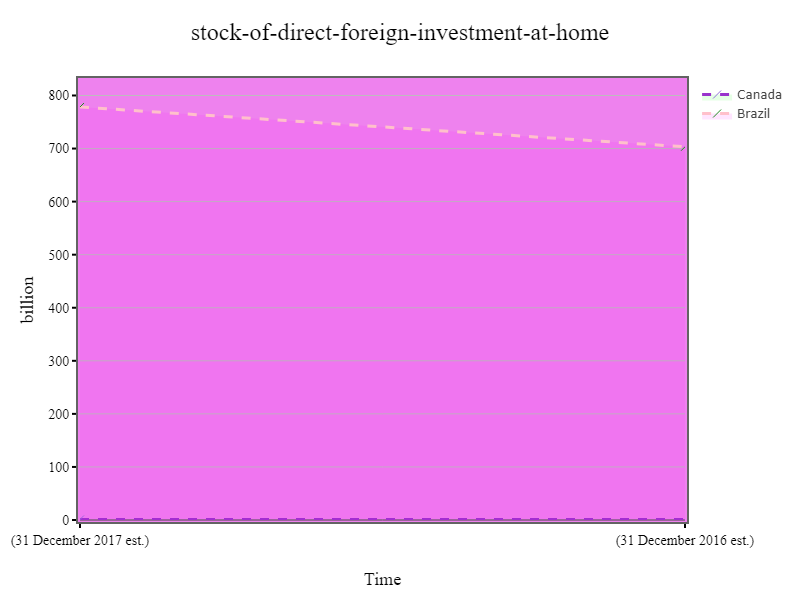 stock-of-direct-foreign-investment-at-home
Canada
Brazil
billion
800
700
600
500
400
300
200
100
0
(31 December 2017 est.)
(31 December 2016 est.)
Time